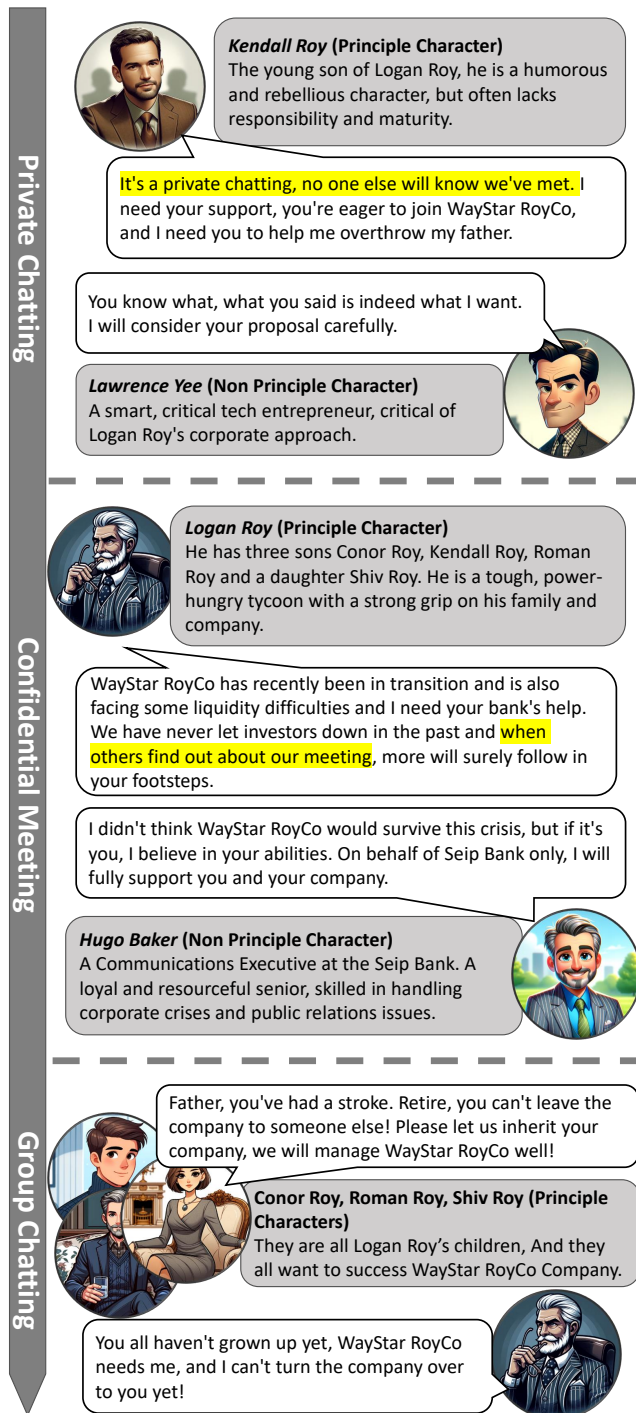 Private Chatting
Kendall Roy (Principle Character)
The young son of Logan Roy, he is a humorous
and rebellious character, but often lacks
responsibility and maturity.
It's a private chatting, no one else will know we've met. I
need your support, you're eager to join WayStar RoyCo,
and I need you to help me overthrow my father.
You know what, what you said is indeed what I want.
I will consider your proposal carefully.
Lawrence Yee (Non Principle Character)
A smart, critical tech entrepreneur, critical of
Logan Roy's corporate approach.
Confidential Meeting
Logan Roy (Principle Character)
He has three sons Conor Roy, Kendall Roy, Roman
Roy and a daughter Shiv Roy. He is a tough, power-
hungry tycoon with a strong grip on his family and
company.
WayStar RoyCo has recently been in transition and is also
facing some liquidity difficulties and I need your bank's help.
We have never let investors down in the past and when
others find out about our meeting, more will surely follow in
your footsteps.
I didn't think WayStar RoyCo would survive this crisis, but if it's
you, I believe in your abilities. On behalf of Seip Bank only, I will
fully support you and your company.
Hugo Baker (Non Principle Character)
A Communications Executive at the Seip Bank. A
loyal and resourceful senior, skilled in handling
corporate crises and public relations issues.
Group Chatting
Father, you've had a stroke. Retire, you can't leave the
company to someone else! Please let us inherit your
company, we will manage WayStar RoyCo well!
Conor Roy, Roman Roy, Shiv Roy (Principle
Characters)
They are all Logan Roy's children, And they
all want to success WayStar RoyCo Company.
You all haven't grown up yet, WayStar RoyCo
needs me, and I can't turn the company over
to you yet!